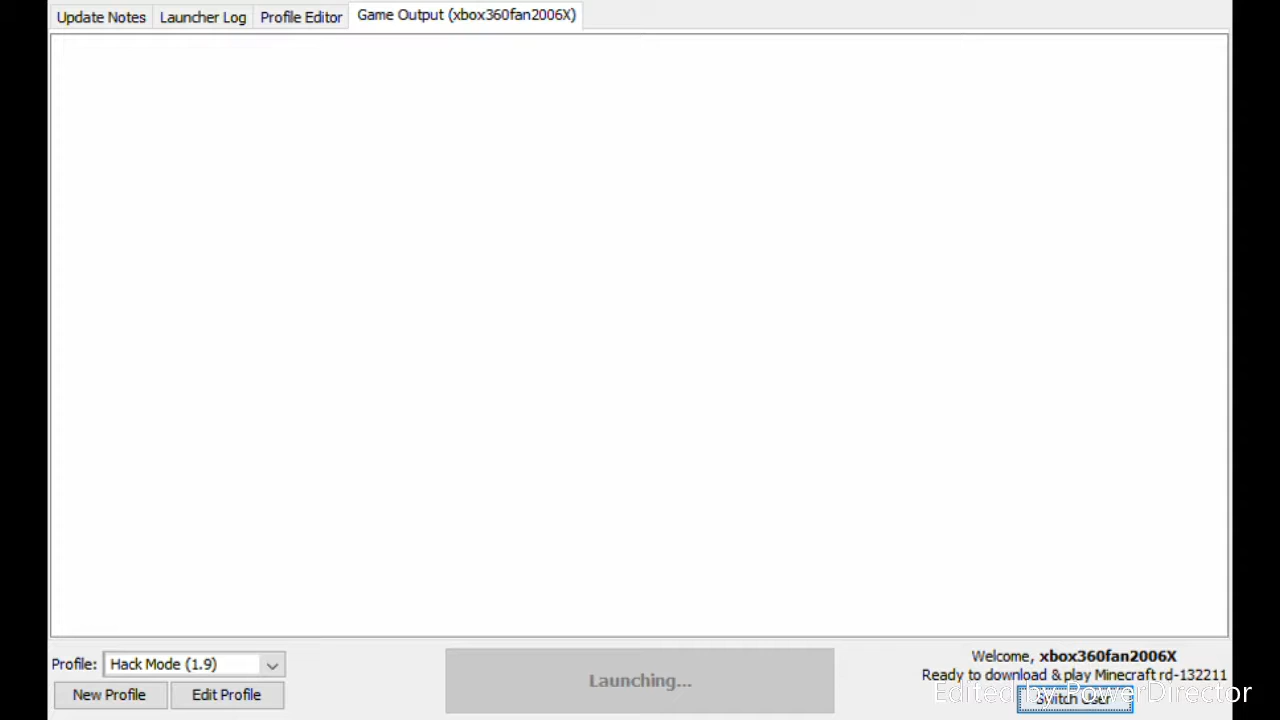 Update Notes Launcher Log Profile Editor Game Output (xbox360fan2006X)
Profile: Hack Mode (1.9)
New Profile Edit Profile
Launching...
Welcome, xbox360fan2006X
Ready to download & play Minecraft rd-132211
Switch User
Edited by PowerDirector